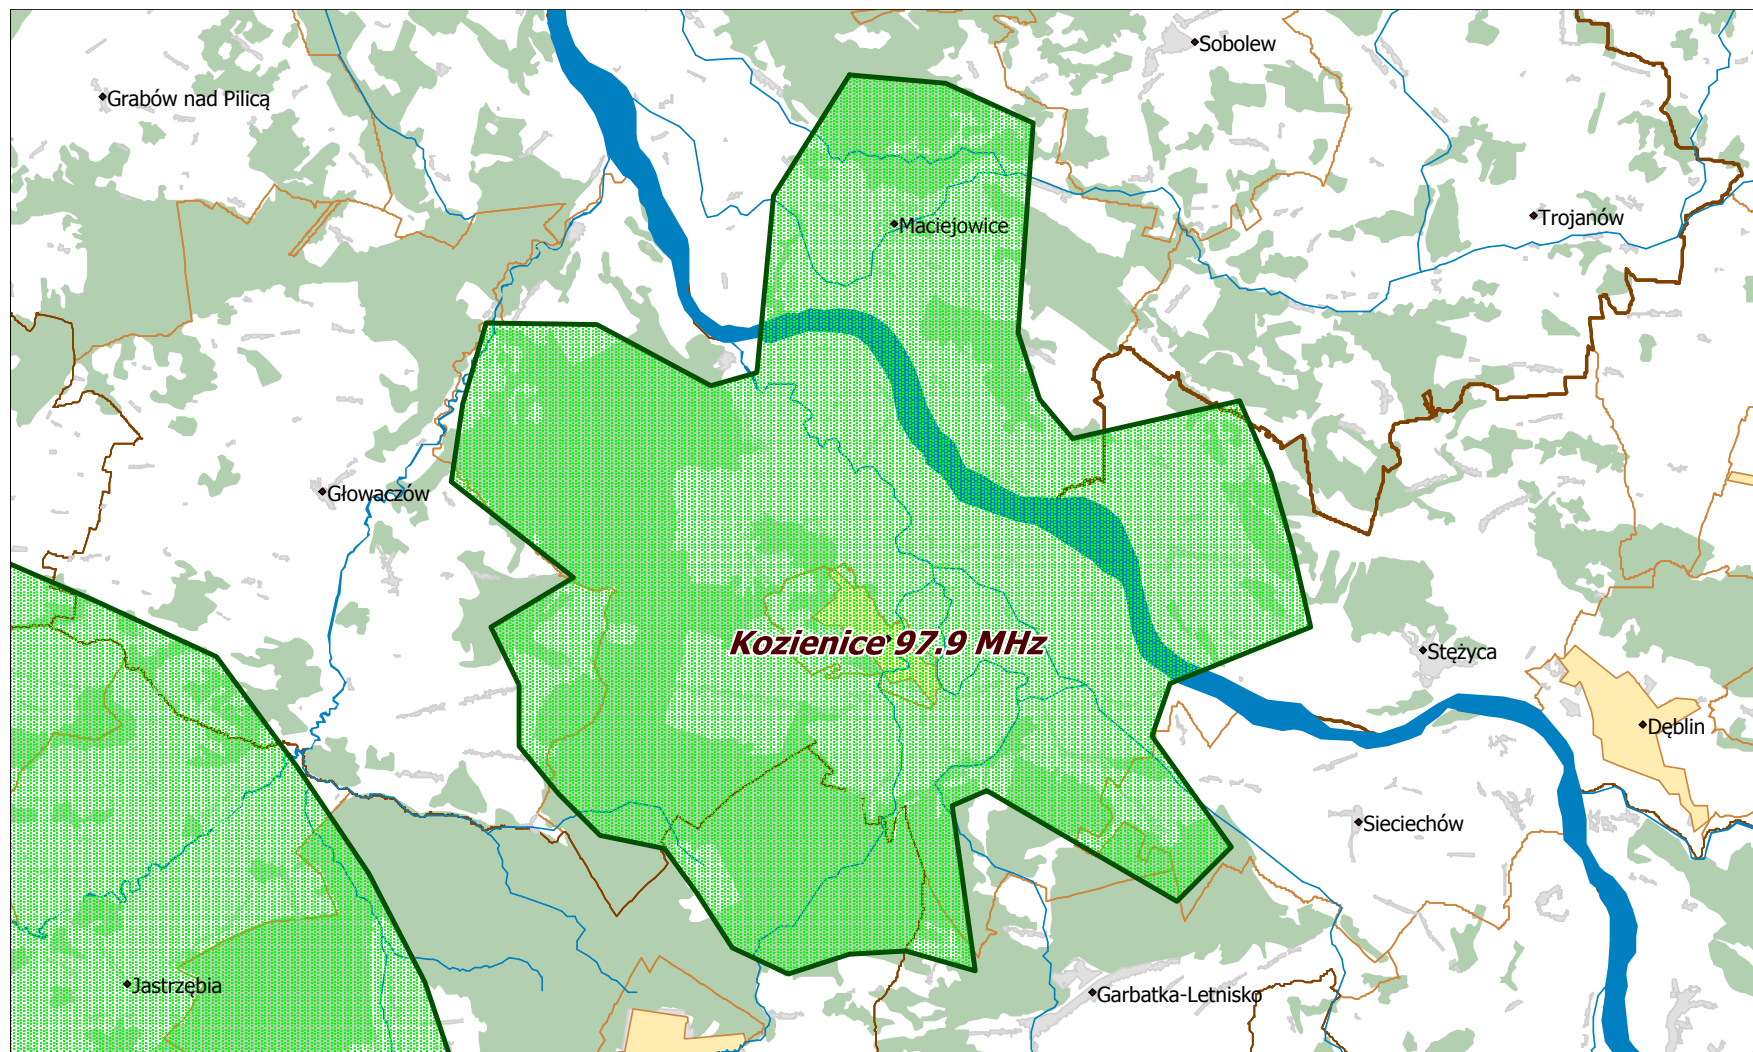 Sobolew
Grabów nad Pilicą
Trojanów
Maciejowice
Głowaczów
Kozienice 97.9 MHz
Stężyca
Dęblin
Sieciechów
Jastrzębia
Garbatka-Letnisko